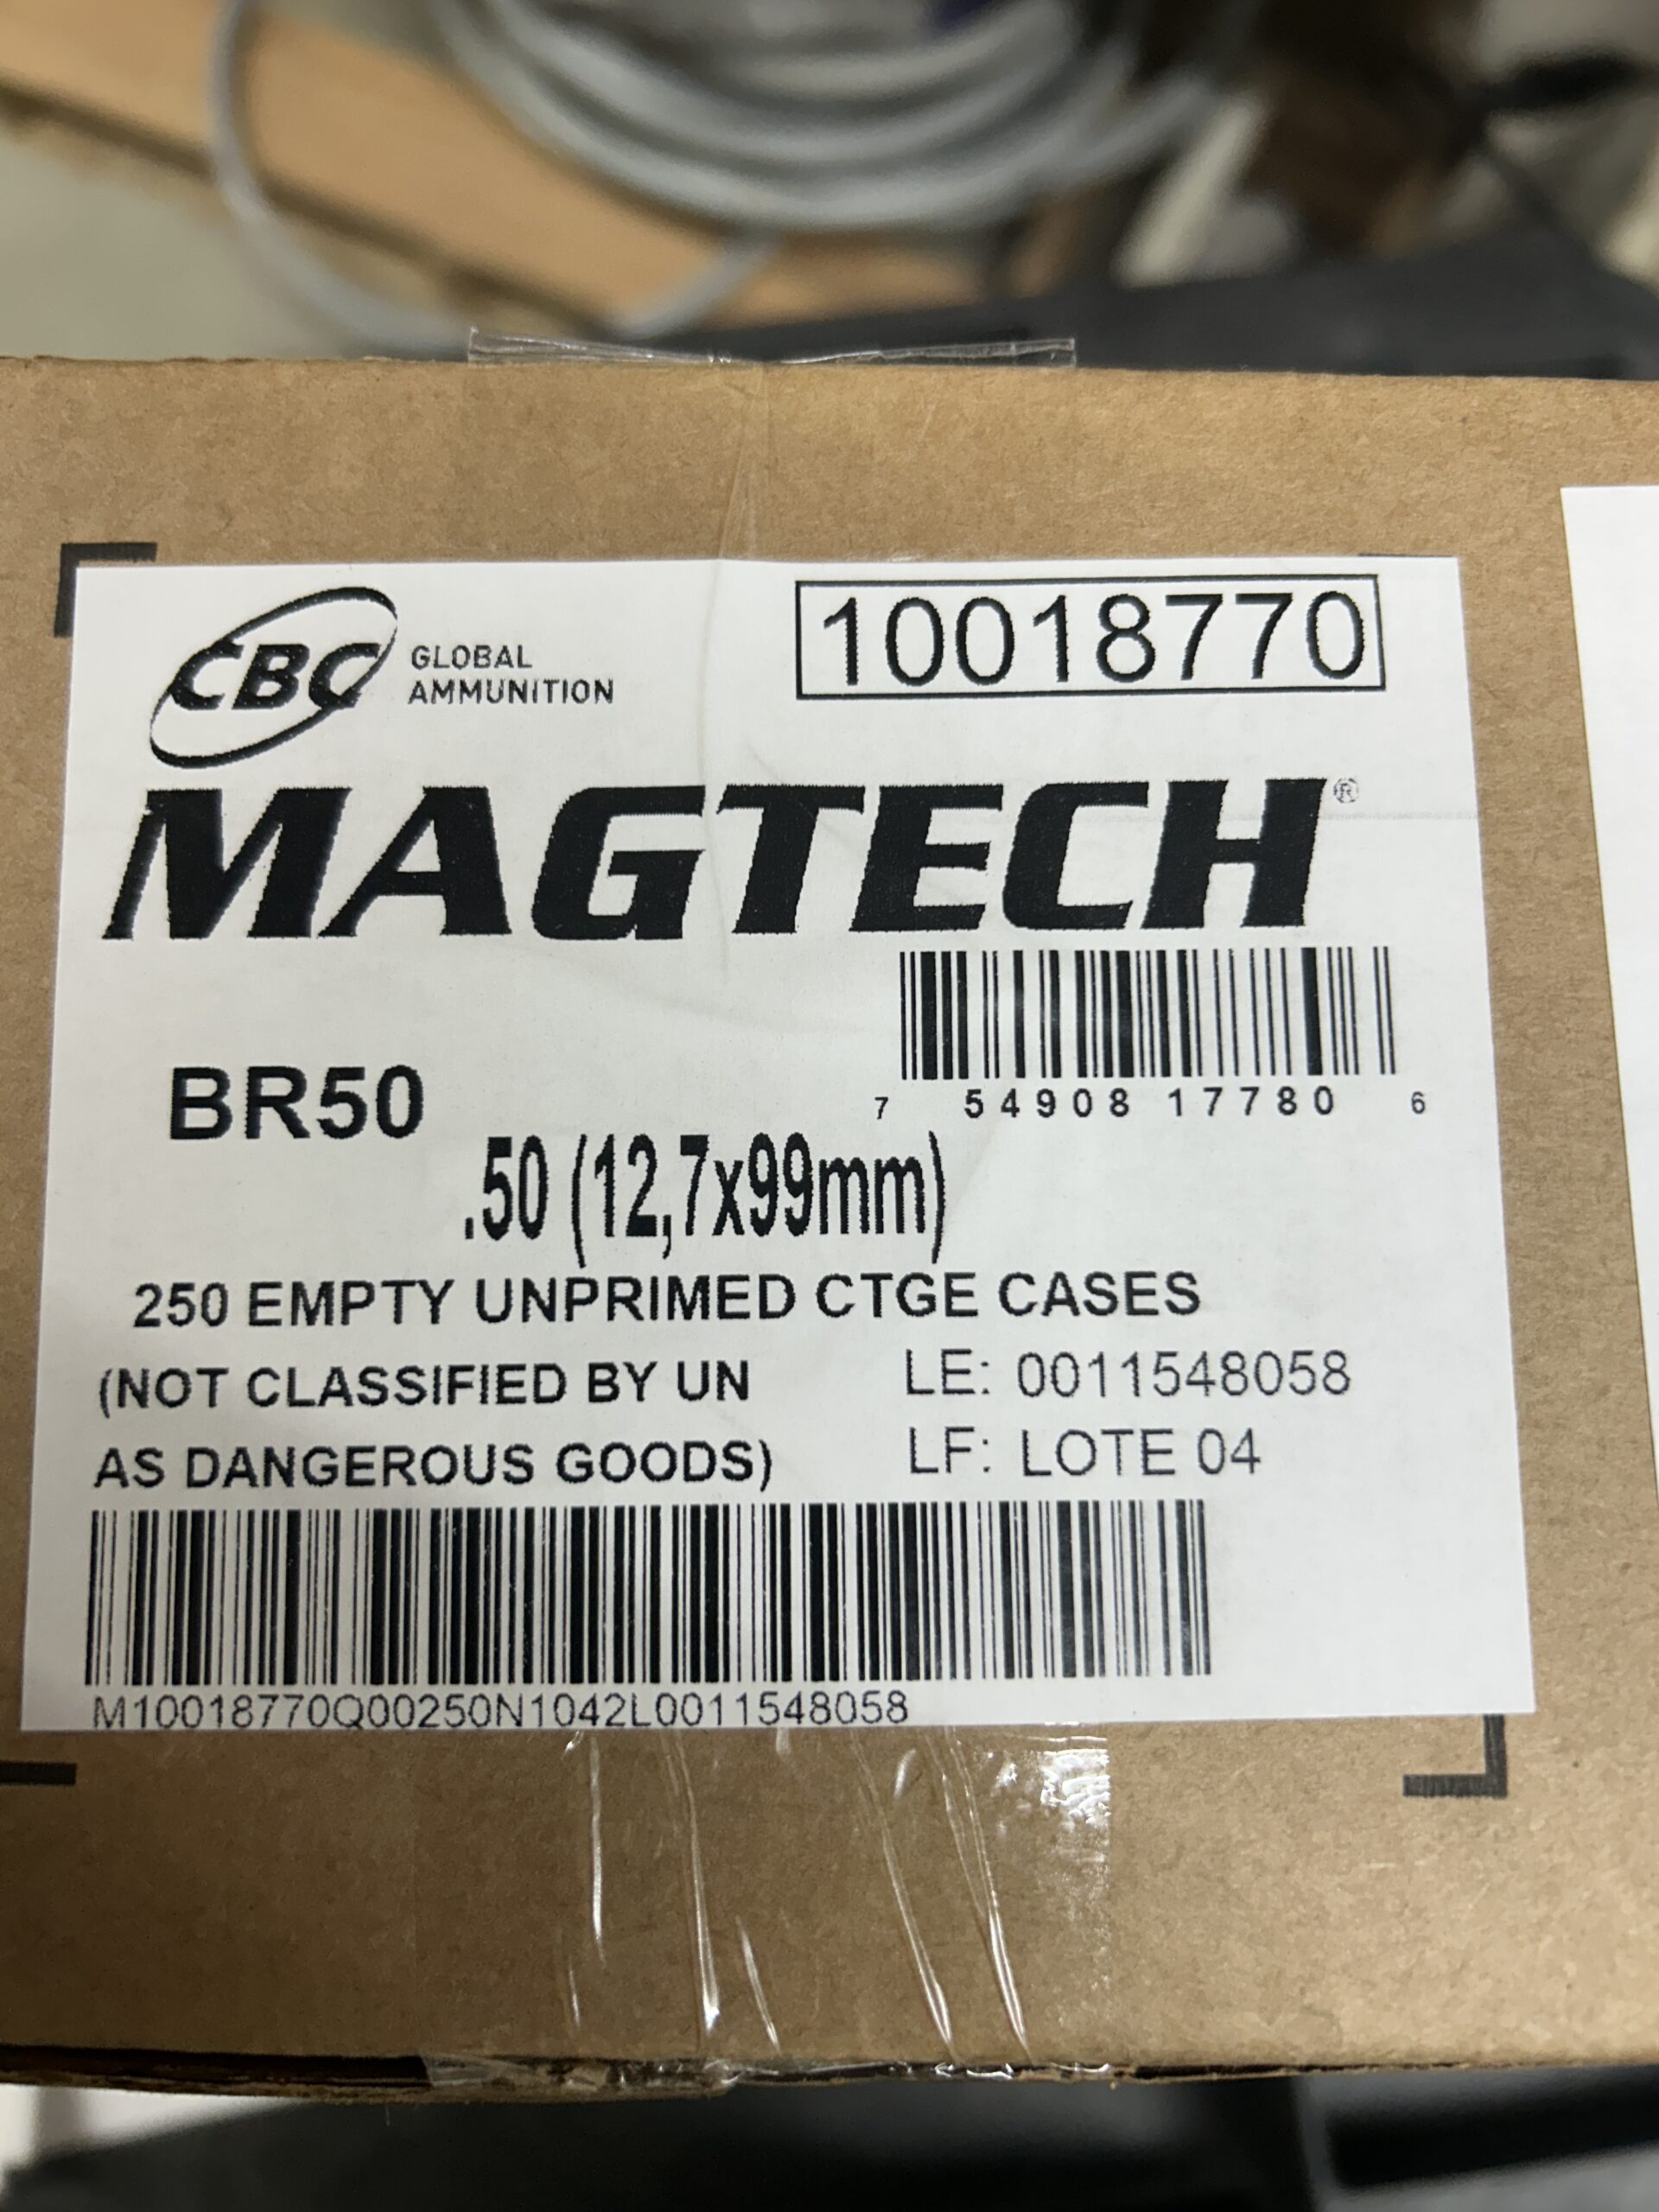 CBC GLOBAL
AMMUNITION
10018770
MAGTECH®
7 54908 17780 6
BR50
.50 (12,7x99mm)
250 EMPTY UNPRIMED CTGE CASES
(NOT CLASSIFIED BY UN
AS DANGEROUS GOODS)
LE: 0011548058
LF: LOTE 04
M10018770Q00250N1042L0011548058